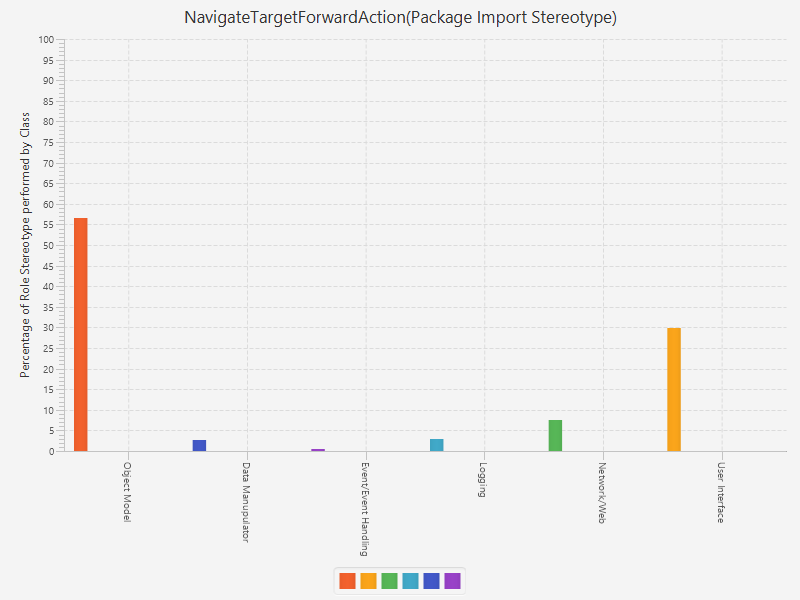 NavigateTargetForwardAction(Package Import Stereotype)
Percentage of Role Stereotype performed by Class
100
95
90
85
80
75
70
65
60
55
50
45
40
35
30
25
20
15
10
5
0
Object Model
Data Manupulator
Event/Event Handling
Logging
Network/Web
User Interface